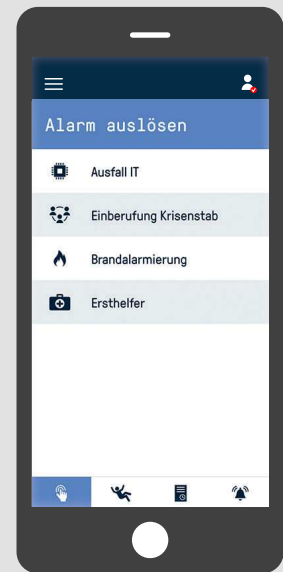 Alarm auslösen
Ausfall IT
Einberufung Krisenstab
Brandalarmierung
Ersthelfer